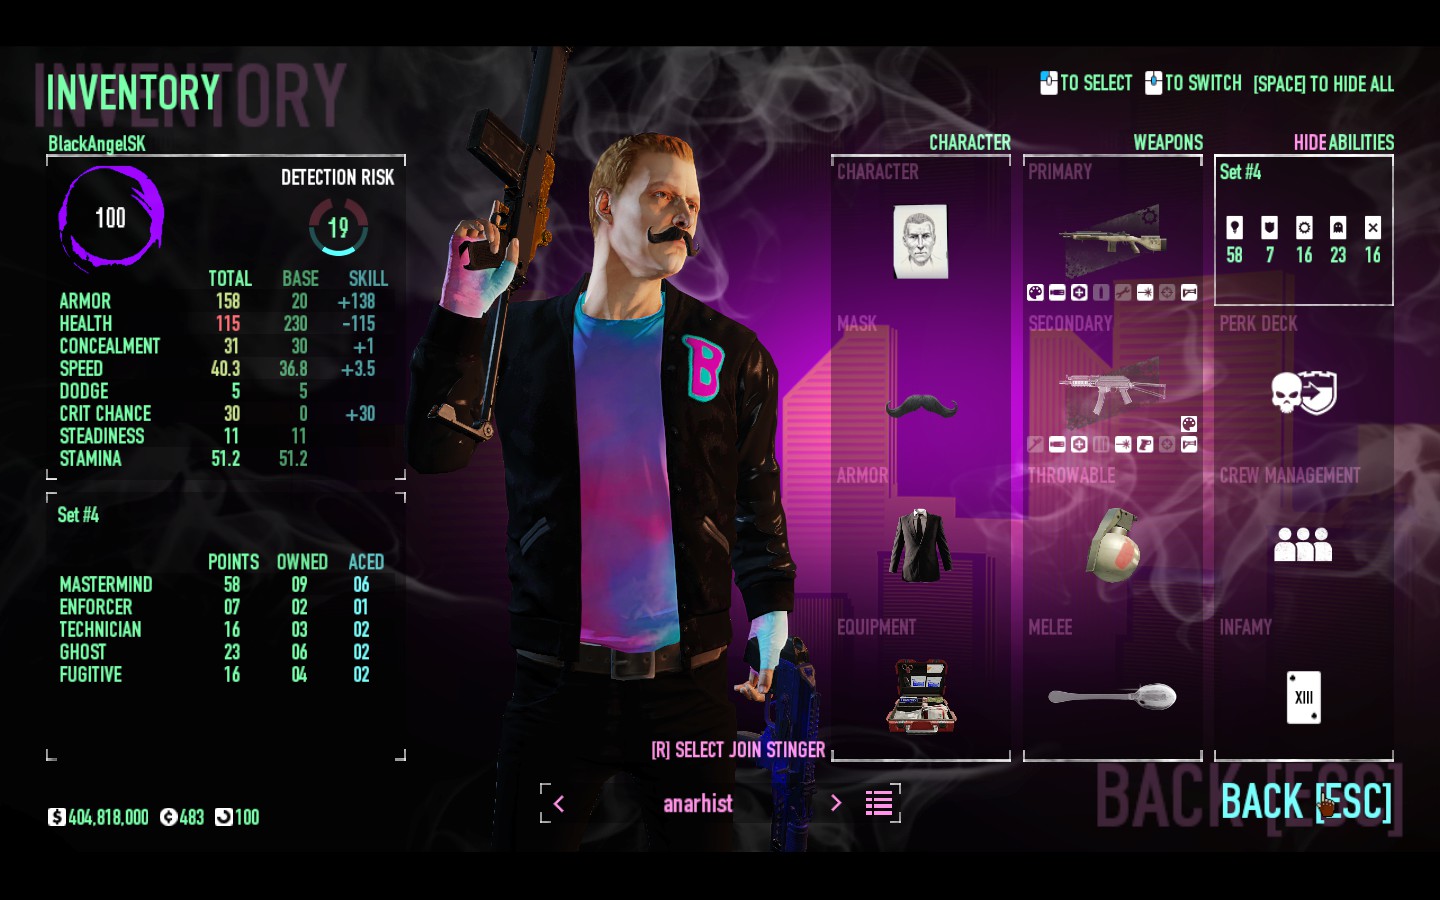 INVENTORY
TO SELECT TO SWITCH [SPACE] TO HIDE ALL
BlackAngelSK
100
DETECTION RISK
19
TOTAL BASE SKILL
ARMOR 158 20 +138
HEALTH 115 230 -115
CONCEALMENT 31 30 +1
SPEED 40.3 36.8 +3.5
DODGE 5 5
CRIT CHANCE 30 0 +30
STEADINESS 11 11
STAMINA 51.2 51.2
Set #4
POINTS OWNED ACED
MASTERMIND 58 09 06
ENFORCER 07 02 01
TECHNICIAN 16 03 02
GHOST 23 06 02
FUGITIVE 16 04 02
$ 404,818,000 483 100
B
CHARACTER
CHARACTER
MASK
ARMOR
EQUIPMENT
WEAPONS
PRIMARY
SECONDARY
THROWABLE
MELEE
HIDE ABILITIES
Set #4
58 7 16 23 16
PERK DECK
CREW MANAGEMENT
INFAMY
XIII
[R] SELECT JOIN STINGER
< anarhist >
BACK [ESC]
BACK [ESC]
INVENTORY